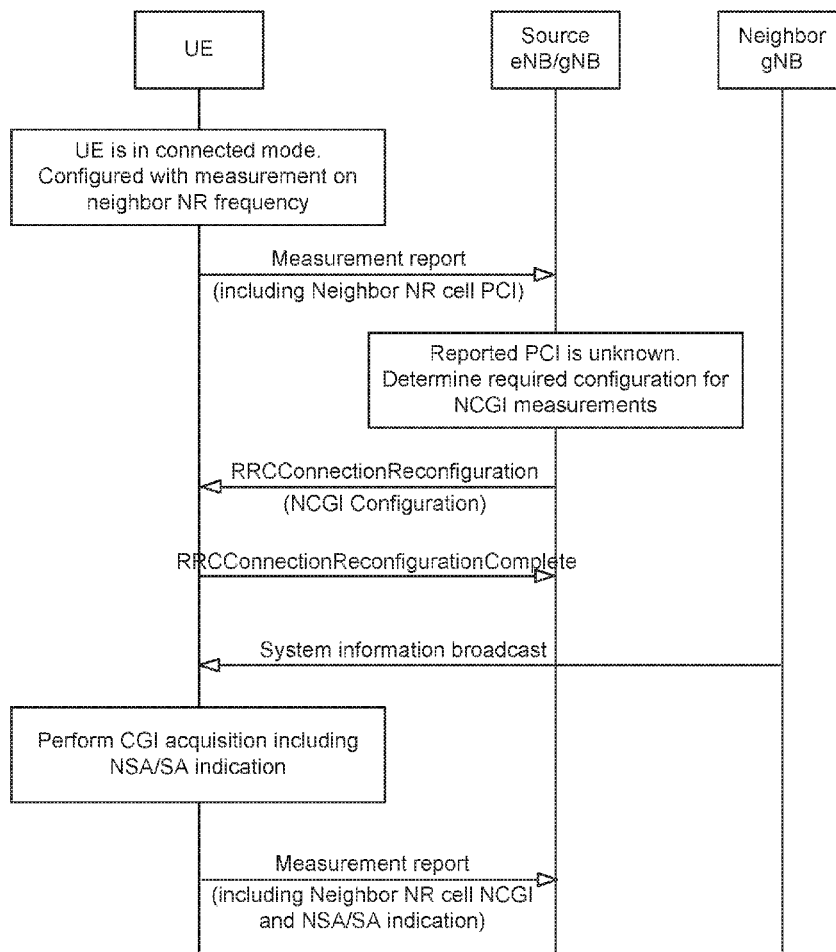 UE
Source
eNB/gNB
Neighbor
gNB
UE is in connected mode.
Configured with measurement on
neighbor NR frequency
Measurement report
(including Neighbor NR cell PCI)
Reported PCI is unknown.
Determine required configuration for
NCGI measurements
RRCConnectionReconfiguration
(NCGI Configuration)
RRCConnectionReconfigurationComplete
System information broadcast
Perform CGI acquisition including
NSA/SA indication
Measurement report
(including Neighbor NR cell NCGI
and NSA/SA indication)